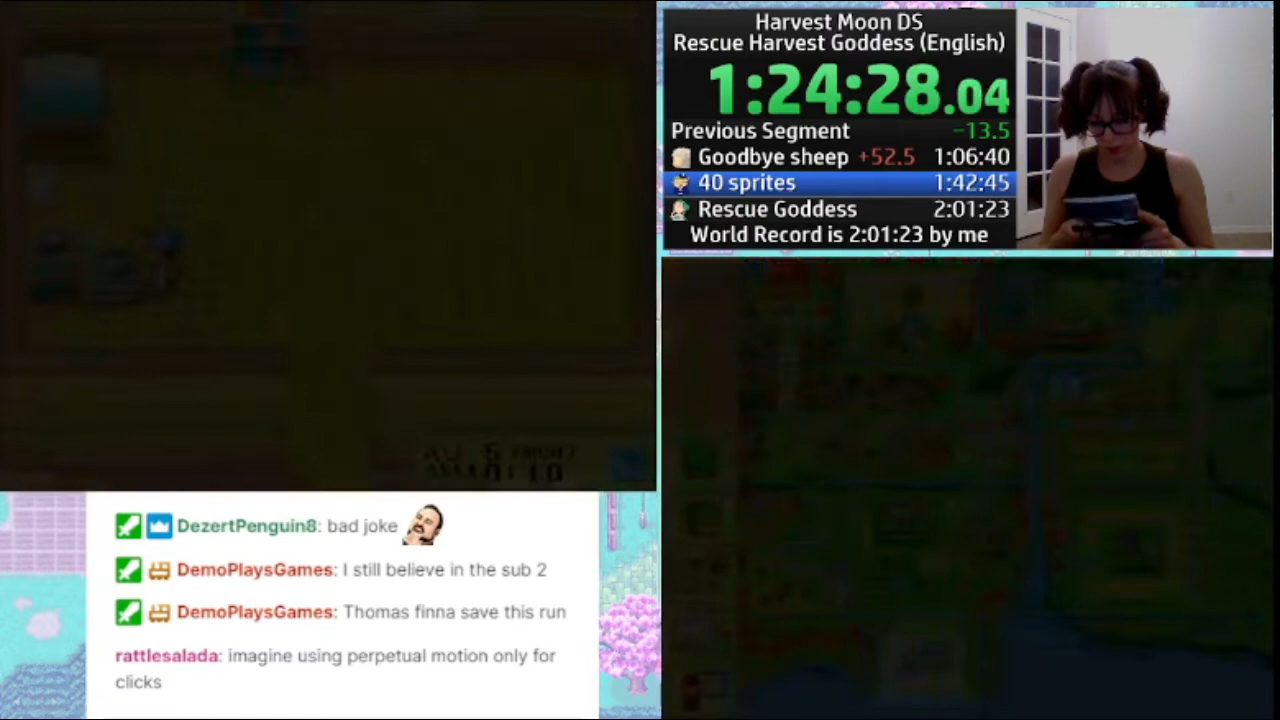 Harvest Moon DS
Rescue Harvest Goddess (English)
1:24:28.04
Previous Segment -13.5
Goodbye sheep +52.5 1:06:40
40 sprites 1:42:45
Rescue Goddess 2:01:23
World Record is 2:01:23 by me
DezertPenguin8: bad joke
DemoPlaysGames: I still believe in the sub 2
DemoPlaysGames: Thomas finna save this run
rattlesalada: imagine using perpetual motion only for
clicks